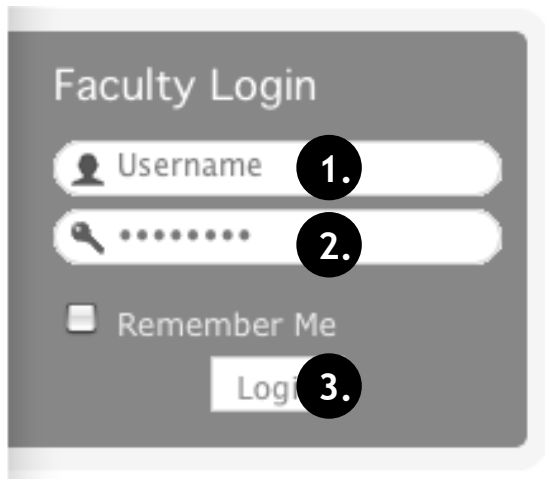 Faculty Login
Username 1.
•••••••• 2.
Remember Me
Logi 3.